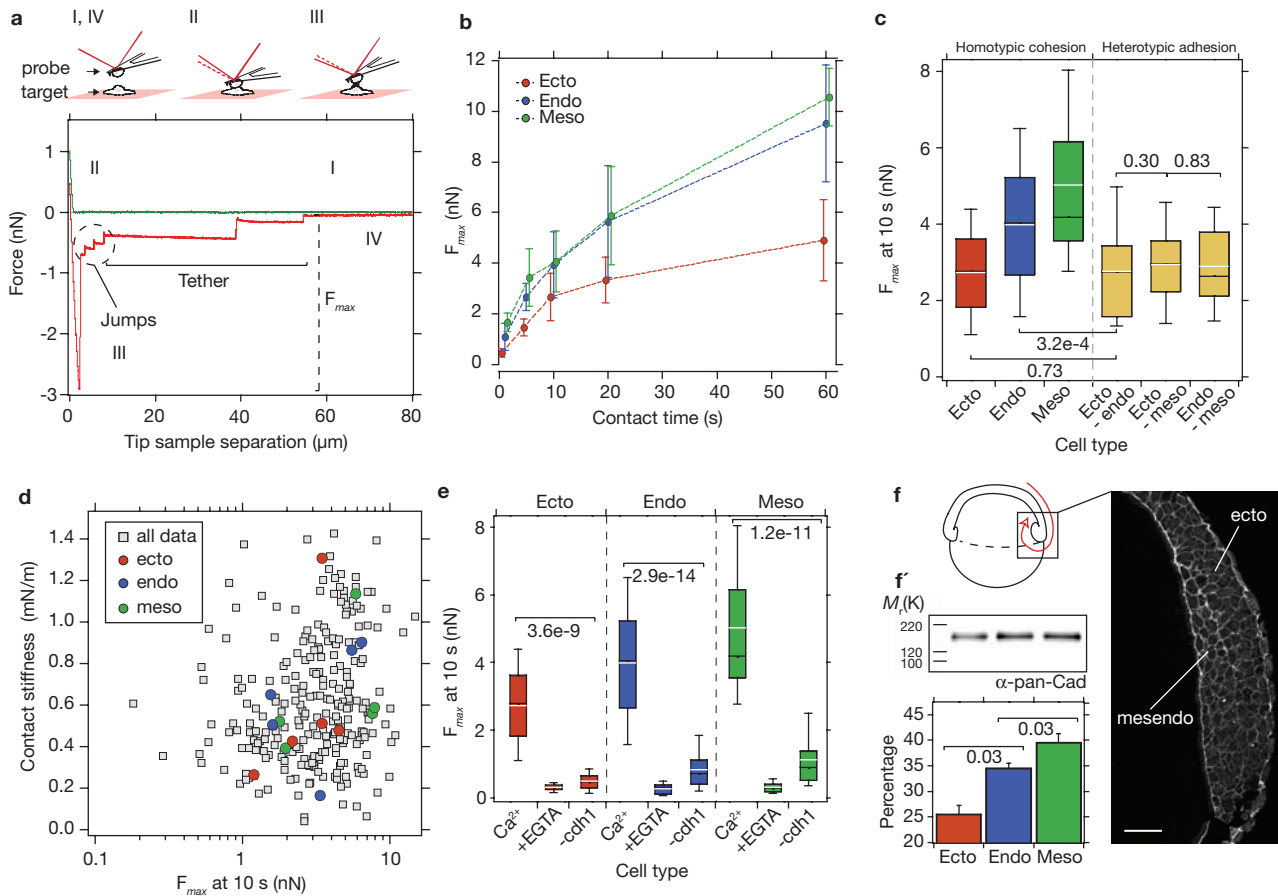 a
I, IV
II
III
probe
target
1
0
-1
-2
-3
Force (nN)
II
I
IV
Jumps
Tether
F max
III
0
20
40
60
80
Tip sample separation (µm)
b
12
10
8
6
4
2
0
F max (nN)
Ecto
Endo
Meso
0
10
20
30
40
50
60
Contact time (s)
c
Homotypic cohesion
Heterotypic adhesion
8
6
4
2
0
F max at 10 s (nN)
0.30
0.83
3.2e-4
0.73
Ecto
Endo
Meso
Ecto - endo
Ecto - meso
Endo - meso
Cell type
d
1.4
1.2
1.0
0.8
0.6
0.4
0.2
0.0
Contact stiffness (mN/m)
all data
ecto
endo
meso
0.1
1
10
F max at 10 s (nN)
e
Ecto
Endo
Meso
8
6
4
2
0
F max at 10 s (nN)
3.6e-9
2.9e-14
1.2e-11
Ca2+
+EGTA
-cdh1
Ca2+
+EGTA
-cdh1
Ca2+
+EGTA
-cdh1
Cell type
f
ecto
mesendo
f´
Mr(K)
220
120
100
α-pan-Cad
45
40
35
30
25
20
Percentage
0.03
0.03
Ecto
Endo
Meso